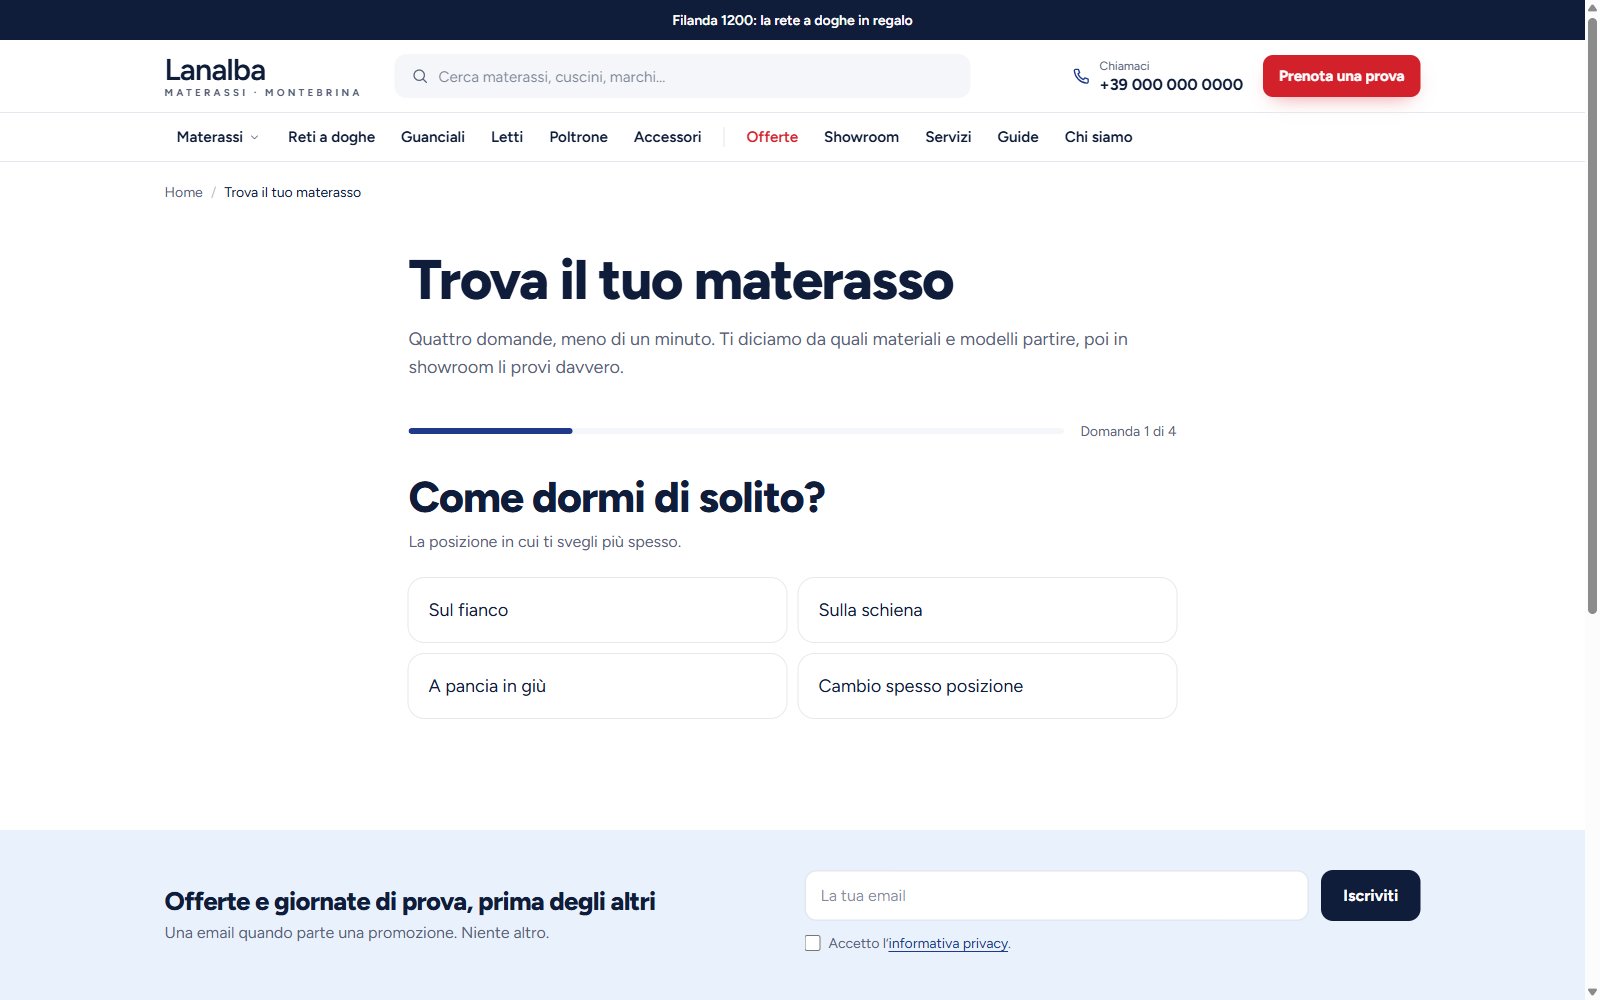 Filanda 1200: la rete a doghe in regalo
Lanalba
MATERASSI · MONTEBRINA
Cerca materassi, cuscini, marchi...
Chiamaci
+39 000 000 0000
Prenota una prova
Materassi
Reti a doghe
Guanciali
Letti
Poltrone
Accessori
Offerte
Showroom
Servizi
Guide
Chi siamo
Home / Trova il tuo materasso
Trova il tuo materasso
Quattro domande, meno di un minuto. Ti diciamo da quali materiali e modelli partire, poi in
showroom li provi davvero.
Domanda 1 di 4
Come dormi di solito?
La posizione in cui ti svegli più spesso.
Sul fianco
Sulla schiena
A pancia in giù
Cambio spesso posizione
Offerte e giornate di prova, prima degli altri
Una email quando parte una promozione. Niente altro.
La tua email
Iscriviti
Accetto l'informativa privacy.